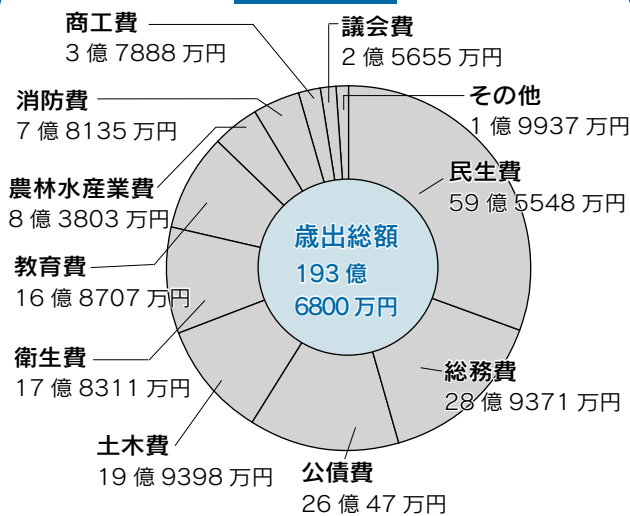 商工費
3 億 7888 万円
議会費
2 億 5655 万円
消防費
7 億 8135 万円
その他
1 億 9937 万円
農林水産業費
8 億 3803 万円
民生費
59 億 5548 万円
歳出総額
193 億
6800 万円
教育費
16 億 8707 万円
衛生費
17 億 8311 万円
総務費
28 億 9371 万円
土木費
19 億 9398 万円
公債費
26 億 47 万円